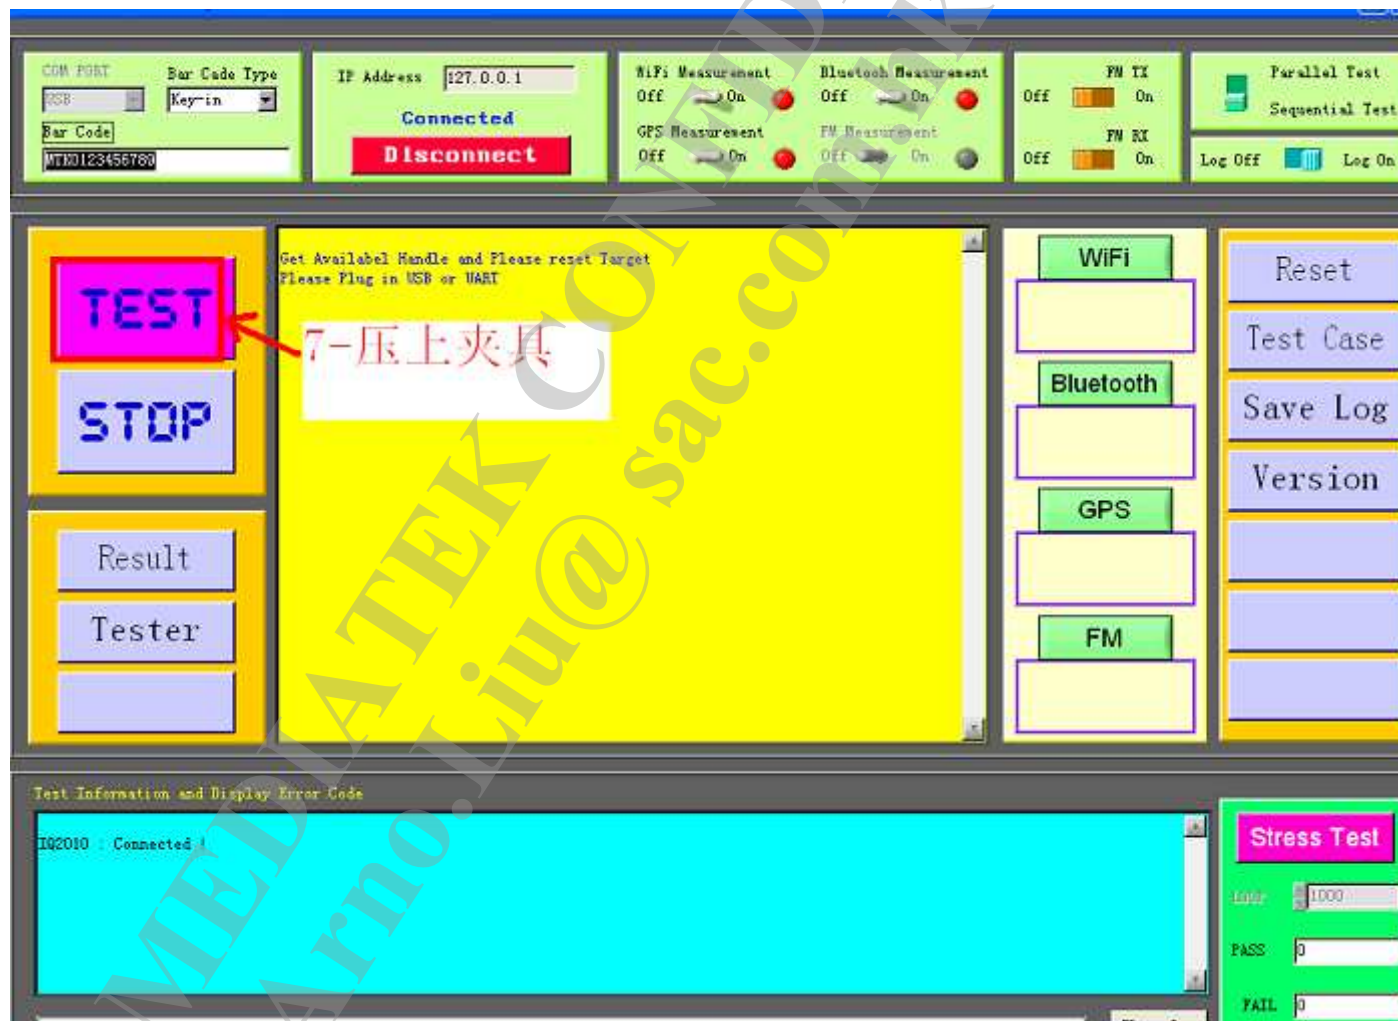 COM PORT
Bar Code Type
USB
Key-in
Bar Code
MTK0123456789
IP Address 127.0.0.1
Connected
Disconnect
WiFi Measurement
Off On
Bluetooh Measurement
Off On
GPS Measurement
Off On
FM Measurement
Off On
FM TX
Off On
FM RX
Off On
Parallel Test
Sequential Test
Log Off Log On
TEST
STOP
Result
Tester
Get Availabel Handle and Please reset Target
Please Plug in USB or UART
7-压上夹具
WiFi
Bluetooth
GPS
FM
Reset
Test Case
Save Log
Version
Test Information and Display Error Code
IQ2010 : Connected !
Stress Test
1000
PASS 0
FAIL 0
MEDIATEK
Arno.Liu@ sac.com.hk